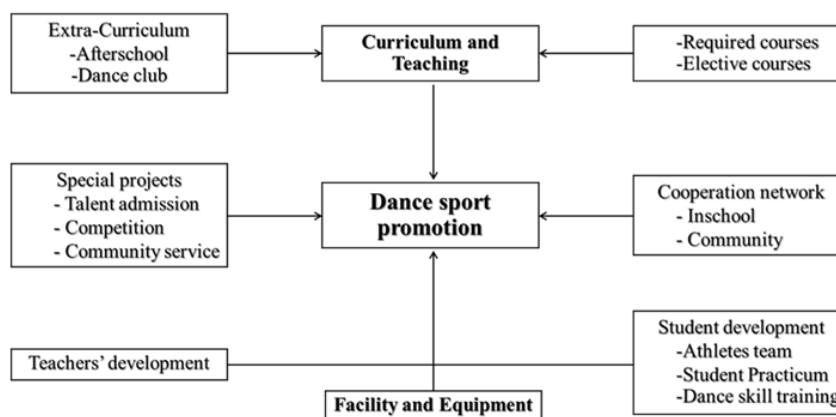 Extra-Curriculum
-Afterschool
-Dance club
Curriculum and
Teaching
-Required courses
-Elective courses
Special projects
- Talent admission
- Competition
- Community service
Dance sport
promotion
Cooperation network
- Inschool
- Community
Teachers’ development
Student development
-Athletes team
-Student Practicum
-Dance skill training
Facility and Equipment